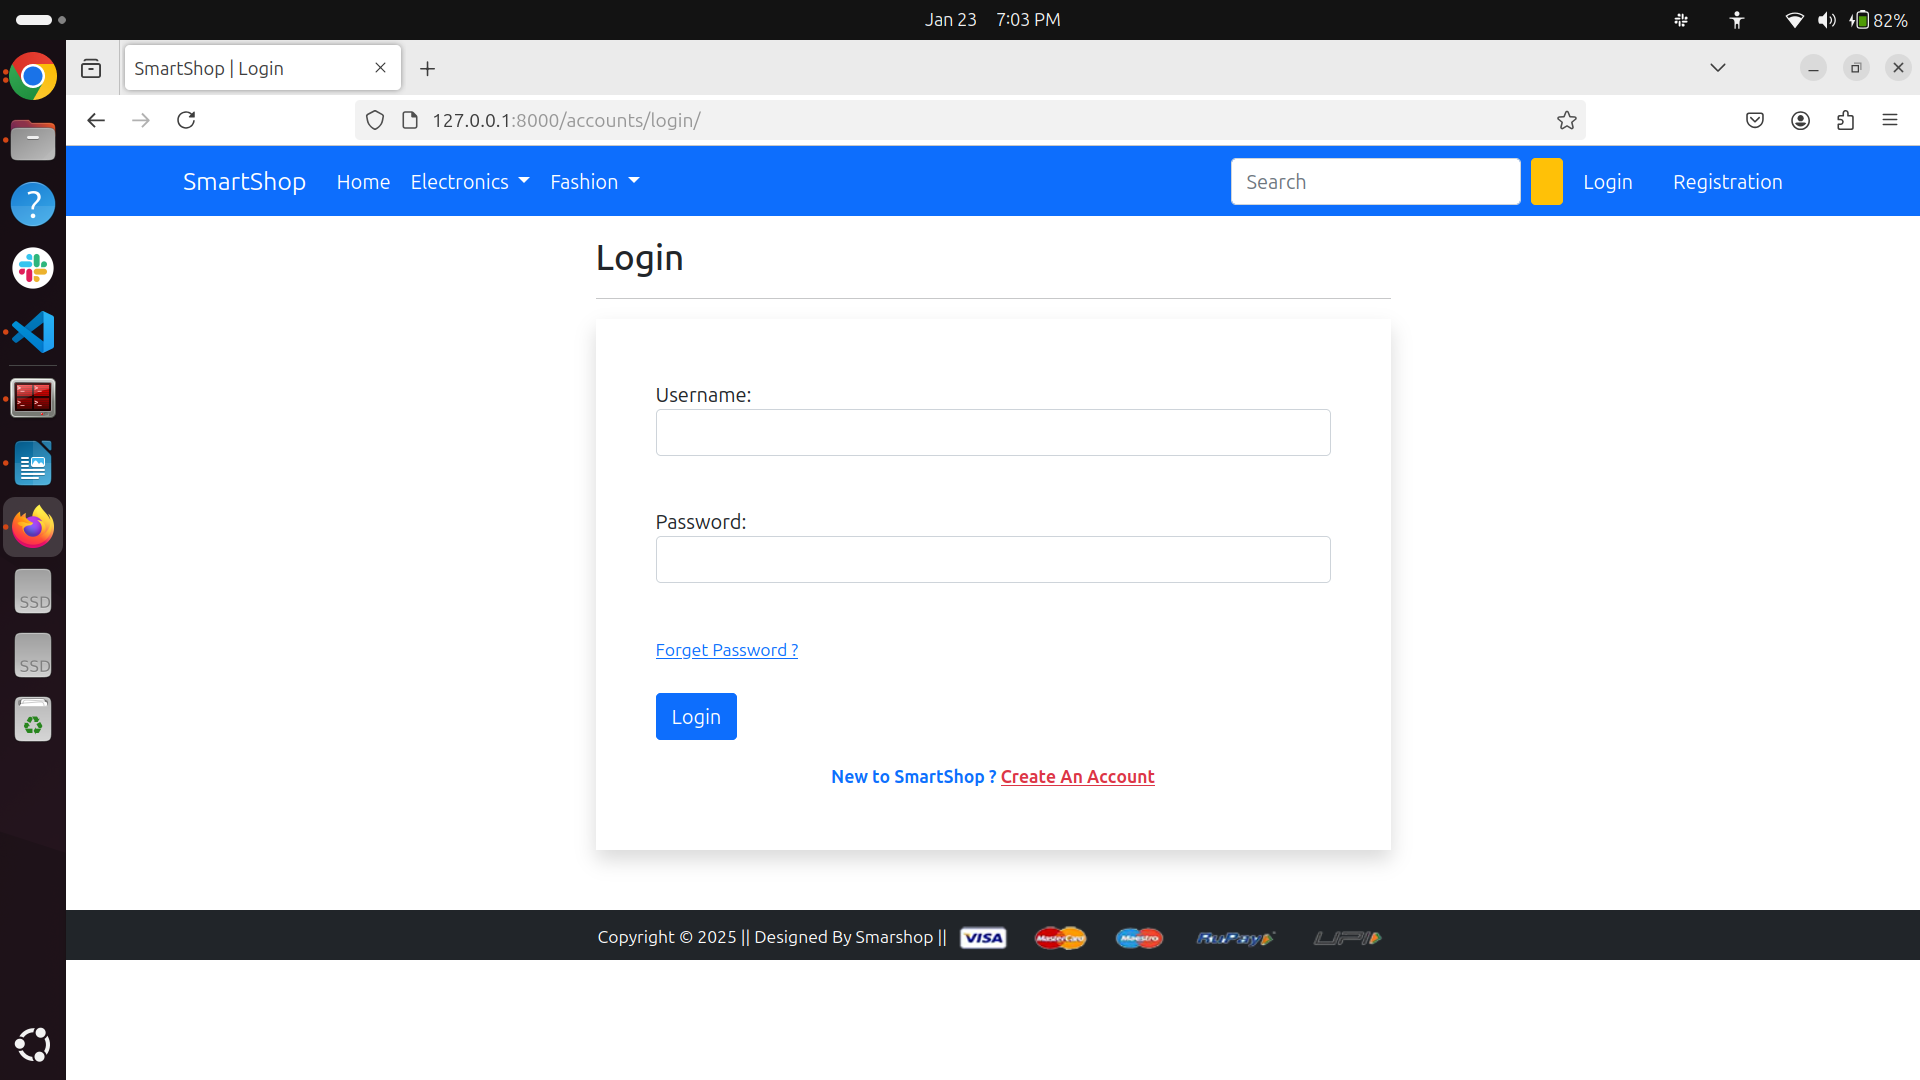 Jan 23 7:03 PM
82%
SmartShop | Login
127.0.0.1:8000/accounts/login/
SmartShop Home Electronics Fashion Search Login Registration
Login
Username:
Password:
Forget Password ?
Login
New to SmartShop ? Create An Account
Copyright © 2025 || Designed By Smarshop || VISA MasterCard Maestro RuPay UPI
?
SSD
SSD